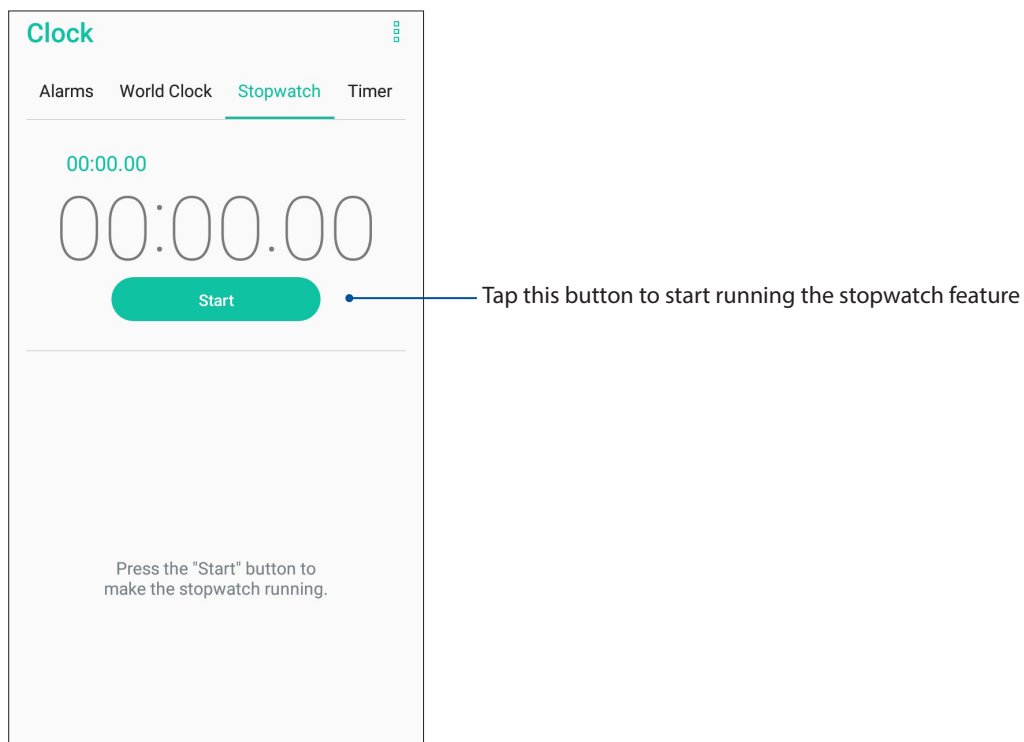 Clock
Alarms World Clock Stopwatch Timer
00:00.00
00:00.00
Start
Tap this button to start running the stopwatch feature
Press the "Start" button to
make the stopwatch running.